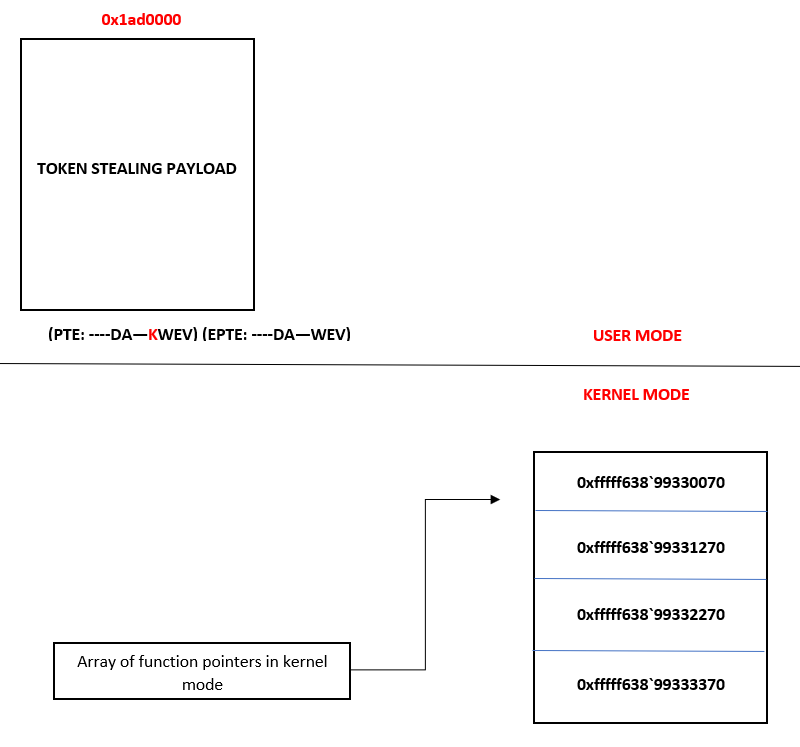 0x1ad0000
TOKEN STEALING PAYLOAD
(PTE: ----DA—KWEV) (EPTE: ----DA—WEV)
USER MODE
KERNEL MODE
0xfffff638`99330070
0xfffff638`99331270
0xfffff638`99332270
0xfffff638`99333370
Array of function pointers in kernel
mode